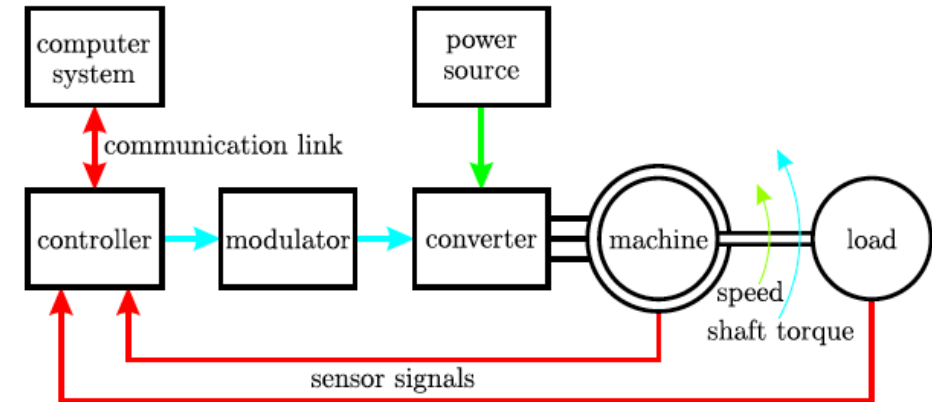 computer
system
power
source
communication link
controller
modulator
converter
machine
load
speed
shaft torque
sensor signals